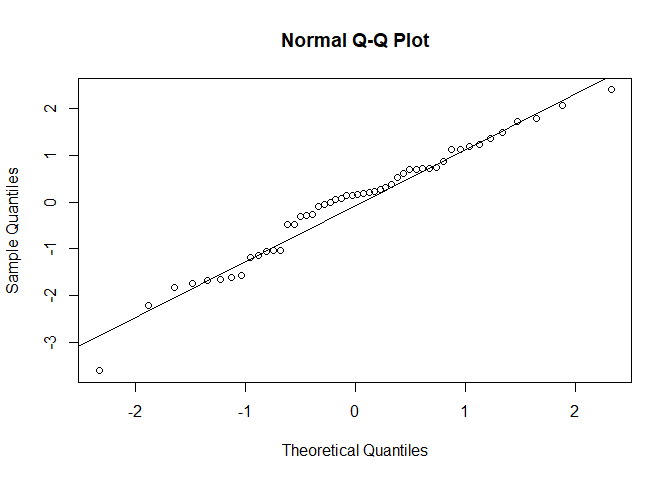 Normal Q-Q Plot
2
1
0
-1
-2
-3
Sample Quantiles
-2 -1 0 1 2
Theoretical Quantiles